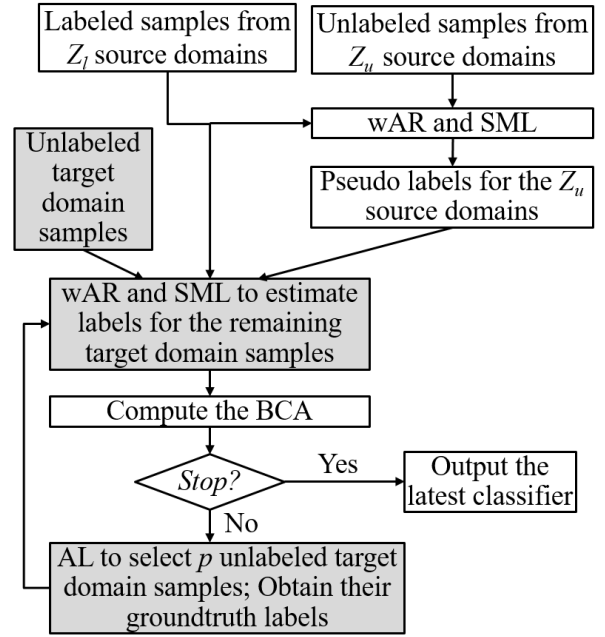 Labeled samples from
Z_l source domains
Unlabeled samples from
Z_u source domains
wAR and SML
Unlabeled
target
domain
samples
Pseudo labels for the Z_u
source domains
wAR and SML to estimate
labels for the remaining
target domain samples
Compute the BCA
Stop?
Yes
Output the
latest classifier
No
AL to select p unlabeled target
domain samples; Obtain their
groundtruth labels